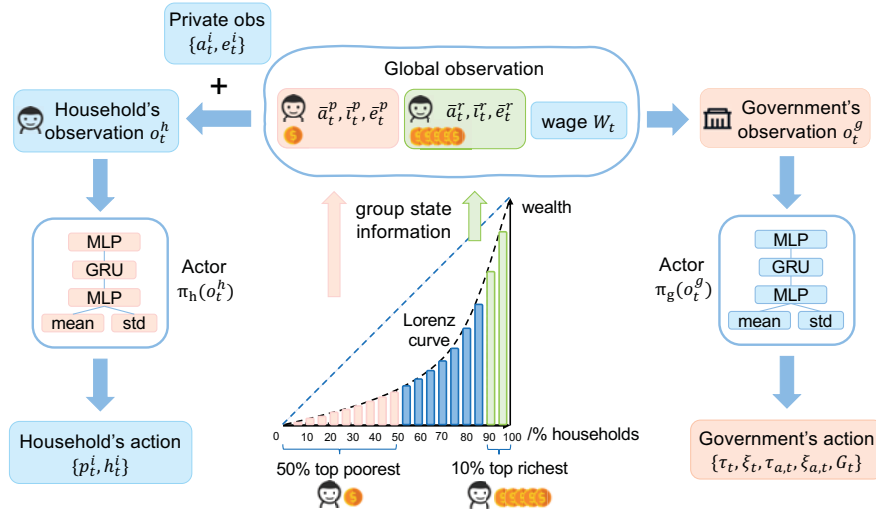 Private obs
{a_t^i, e_t^i}
+
Global observation
Household's
observation o_t^h
ā_t^p, ῑ_t^p, ē_t^p
ā_t^r, ῑ_t^r, ē_t^r
wage W_t
Government's
observation o_t^g
group state
information
wealth
MLP
GRU
MLP
mean std
Actor
π_h(o_t^h)
Lorenz
curve
Actor
π_g(o_t^g)
MLP
GRU
MLP
mean std
0 10 20 30 40 50 60 70 80 90 100 /% households
50% top poorest
10% top richest
Household's action
{p_t^i, h_t^i}
Government's action
{τ_t, ξ_t, τ_{a,t}, ξ_{a,t}, G_t}